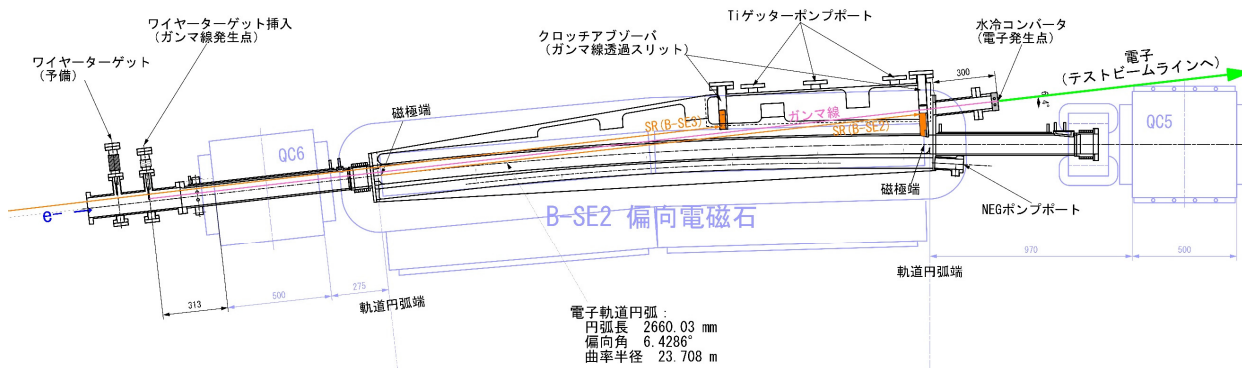 ワイヤーターゲット
(予備)
ワイヤーターゲット挿入
(ガンマ線発生点)
クロッチアブゾーバ
(ガンマ線透過スリット)
Tiゲッターポンプポート
水冷コンバータ
(電子発生点)
電子
(テストビームラインへ)
300
6.4°
磁極端
SR(B-SE3)
ガンマ線
SR(B-SE2)
QC6
QC5
e-
B-SE2 偏向電磁石
磁極端
NEGポンプポート
313
500
275
軌道円弧端
軌道円弧端
970
500
電子軌道円弧:
円弧長 2660.03 mm
偏向角 6.4286°
曲率半径 23.708 m